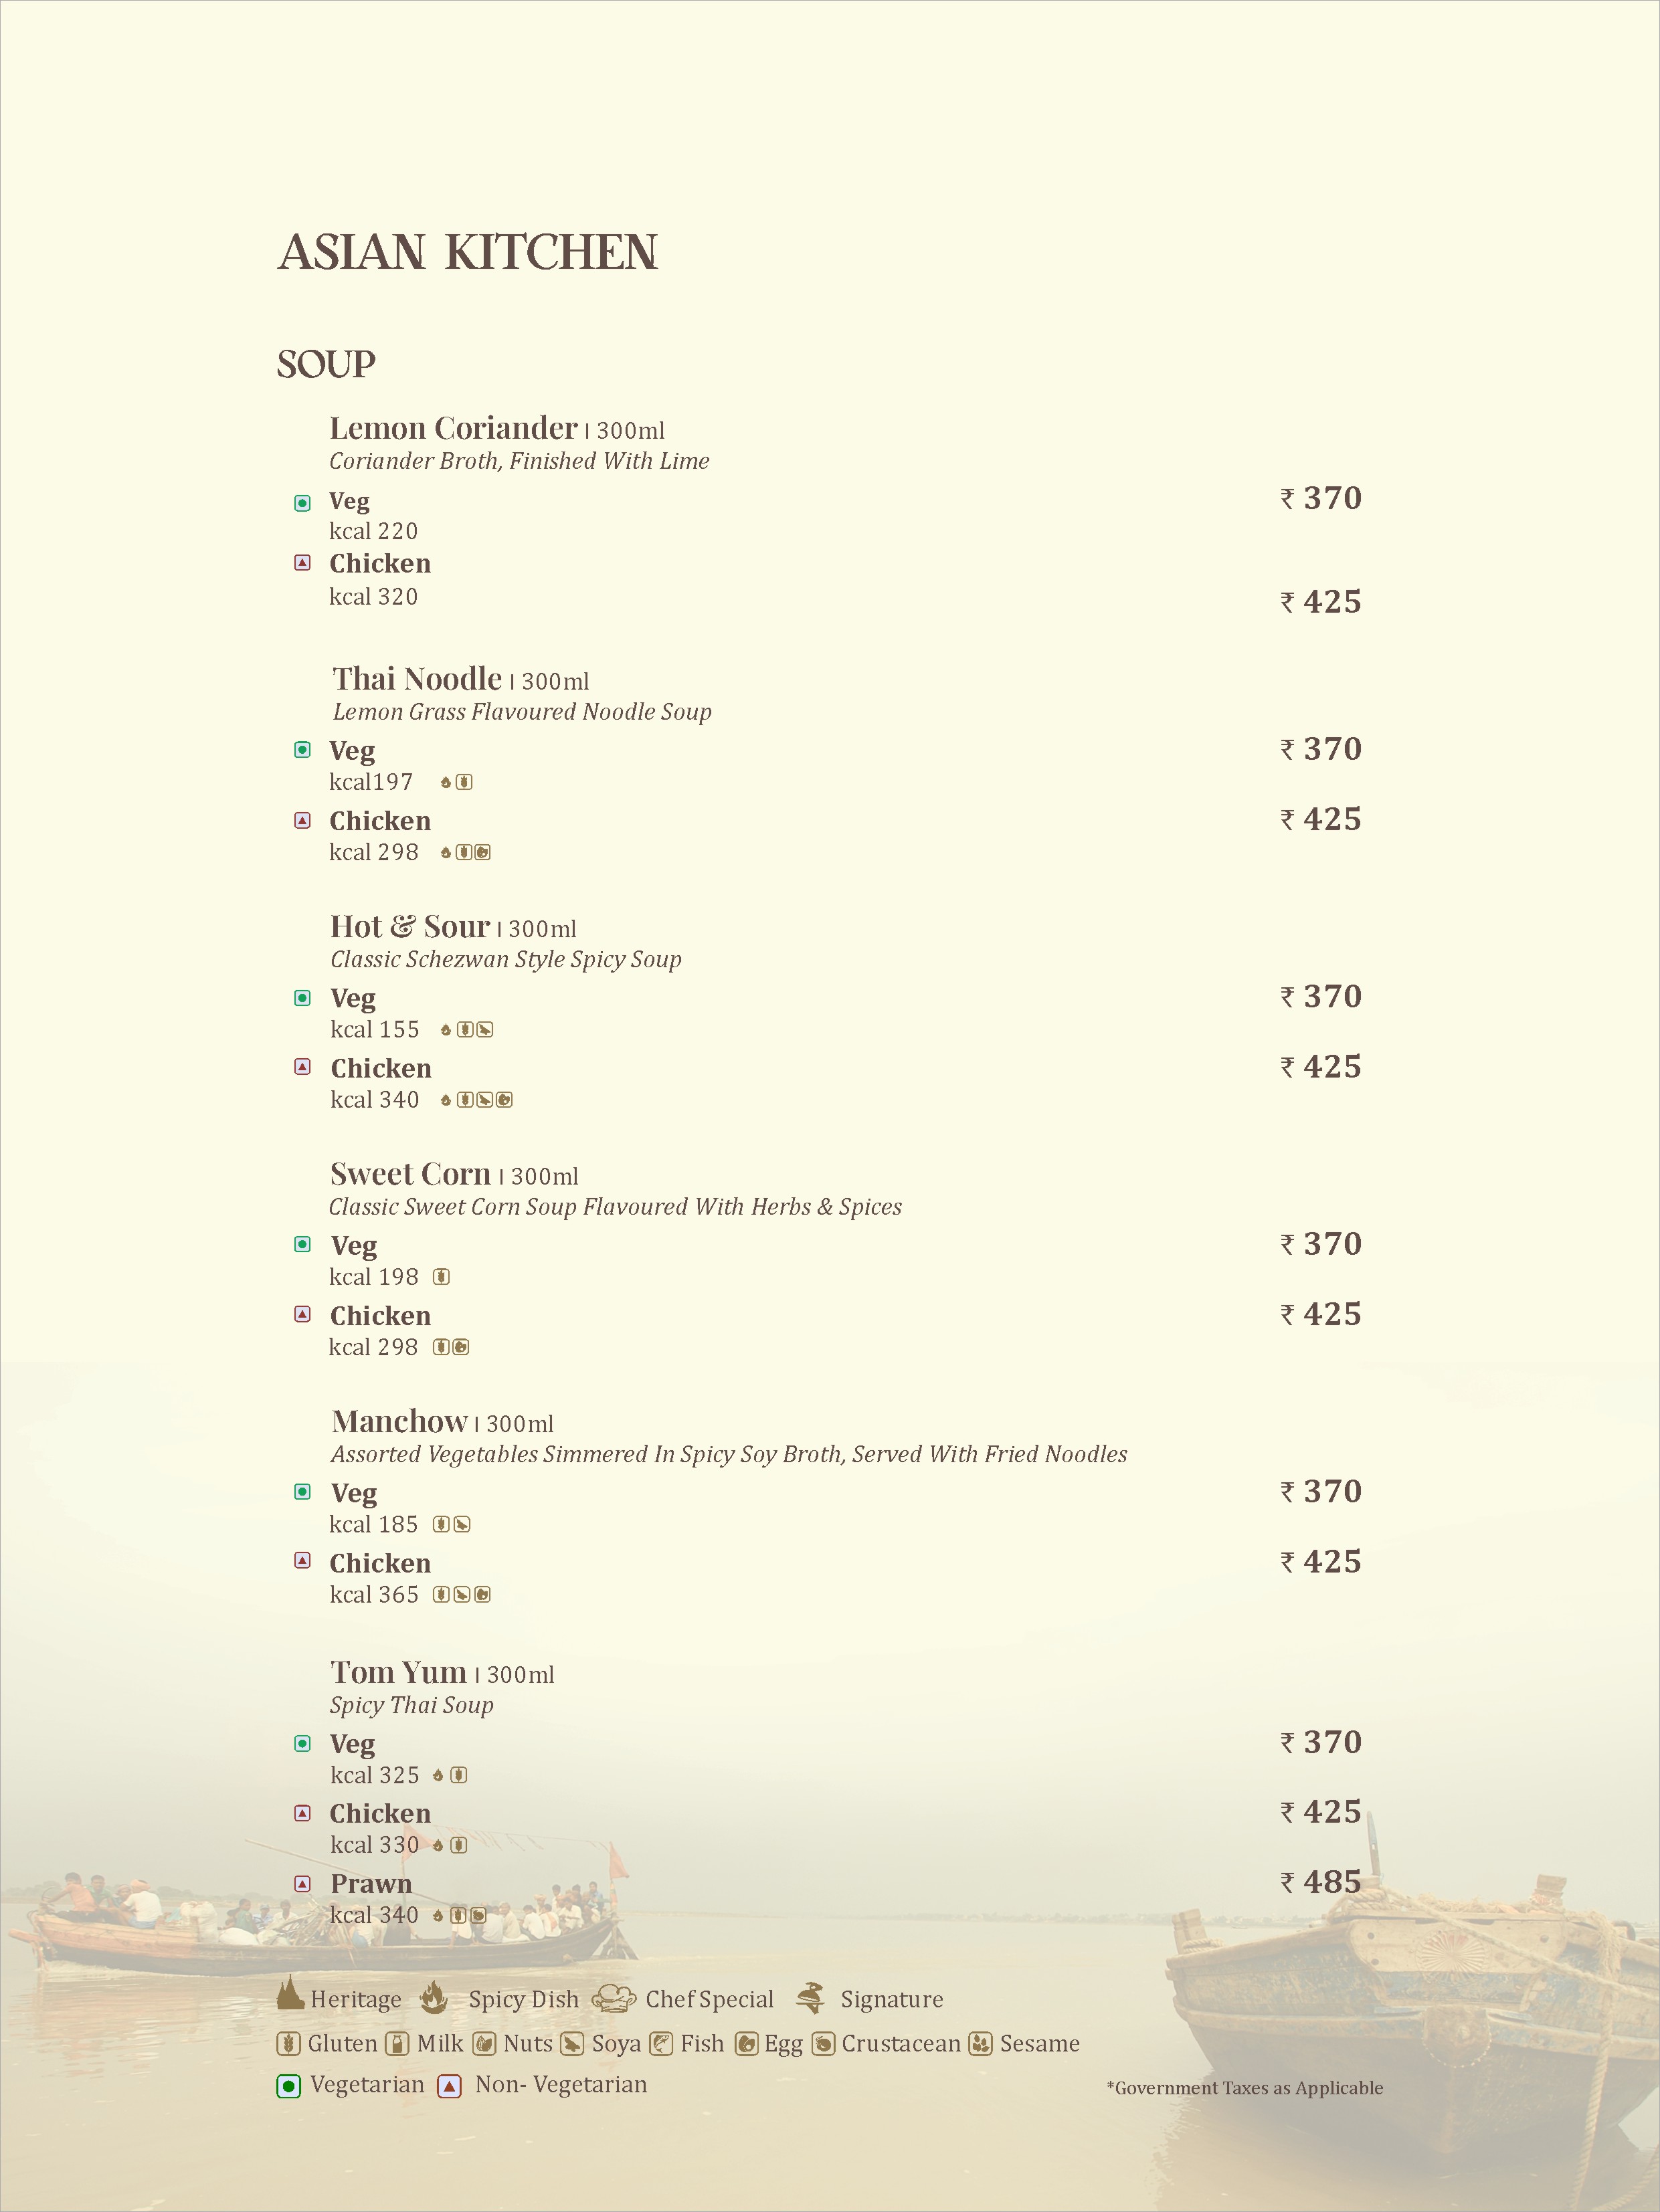 ASIAN KITCHEN
SOUP
Lemon Coriander | 300ml
Coriander Broth, Finished With Lime
Veg ₹ 370
kcal 220
Chicken
kcal 320 ₹ 425
Thai Noodle | 300ml
Lemon Grass Flavoured Noodle Soup
Veg ₹ 370
kcal197
Chicken ₹ 425
kcal 298
Hot & Sour | 300ml
Classic Schezwan Style Spicy Soup
Veg ₹ 370
kcal 155
Chicken ₹ 425
kcal 340
Sweet Corn | 300ml
Classic Sweet Corn Soup Flavoured With Herbs & Spices
Veg ₹ 370
kcal 198
Chicken ₹ 425
kcal 298
Manchow | 300ml
Assorted Vegetables Simmered In Spicy Soy Broth, Served With Fried Noodles
Veg ₹ 370
kcal 185
Chicken ₹ 425
kcal 365
Tom Yum | 300ml
Spicy Thai Soup
Veg ₹ 370
kcal 325
Chicken ₹ 425
kcal 330
Prawn ₹ 485
kcal 340
Heritage Spicy Dish Chef Special Signature
Gluten Milk Nuts Soya Fish Egg Crustacean Sesame
Vegetarian Non- Vegetarian *Government Taxes as Applicable